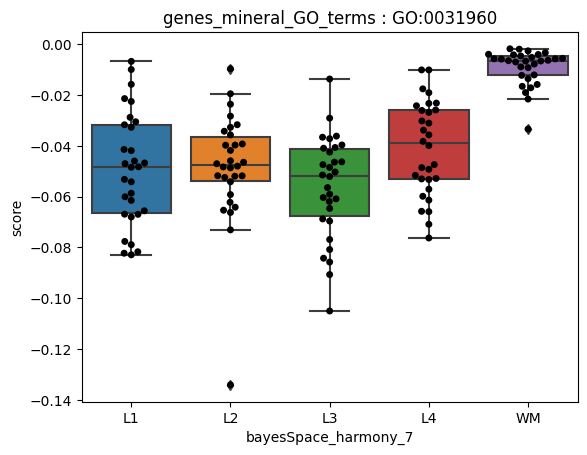 genes_mineral_GO_terms : GO:0031960
0.00
−0.02
−0.04
−0.06
−0.08
−0.10
−0.12
−0.14
score
L1 L2 L3 L4 WM
bayesSpace_harmony_7